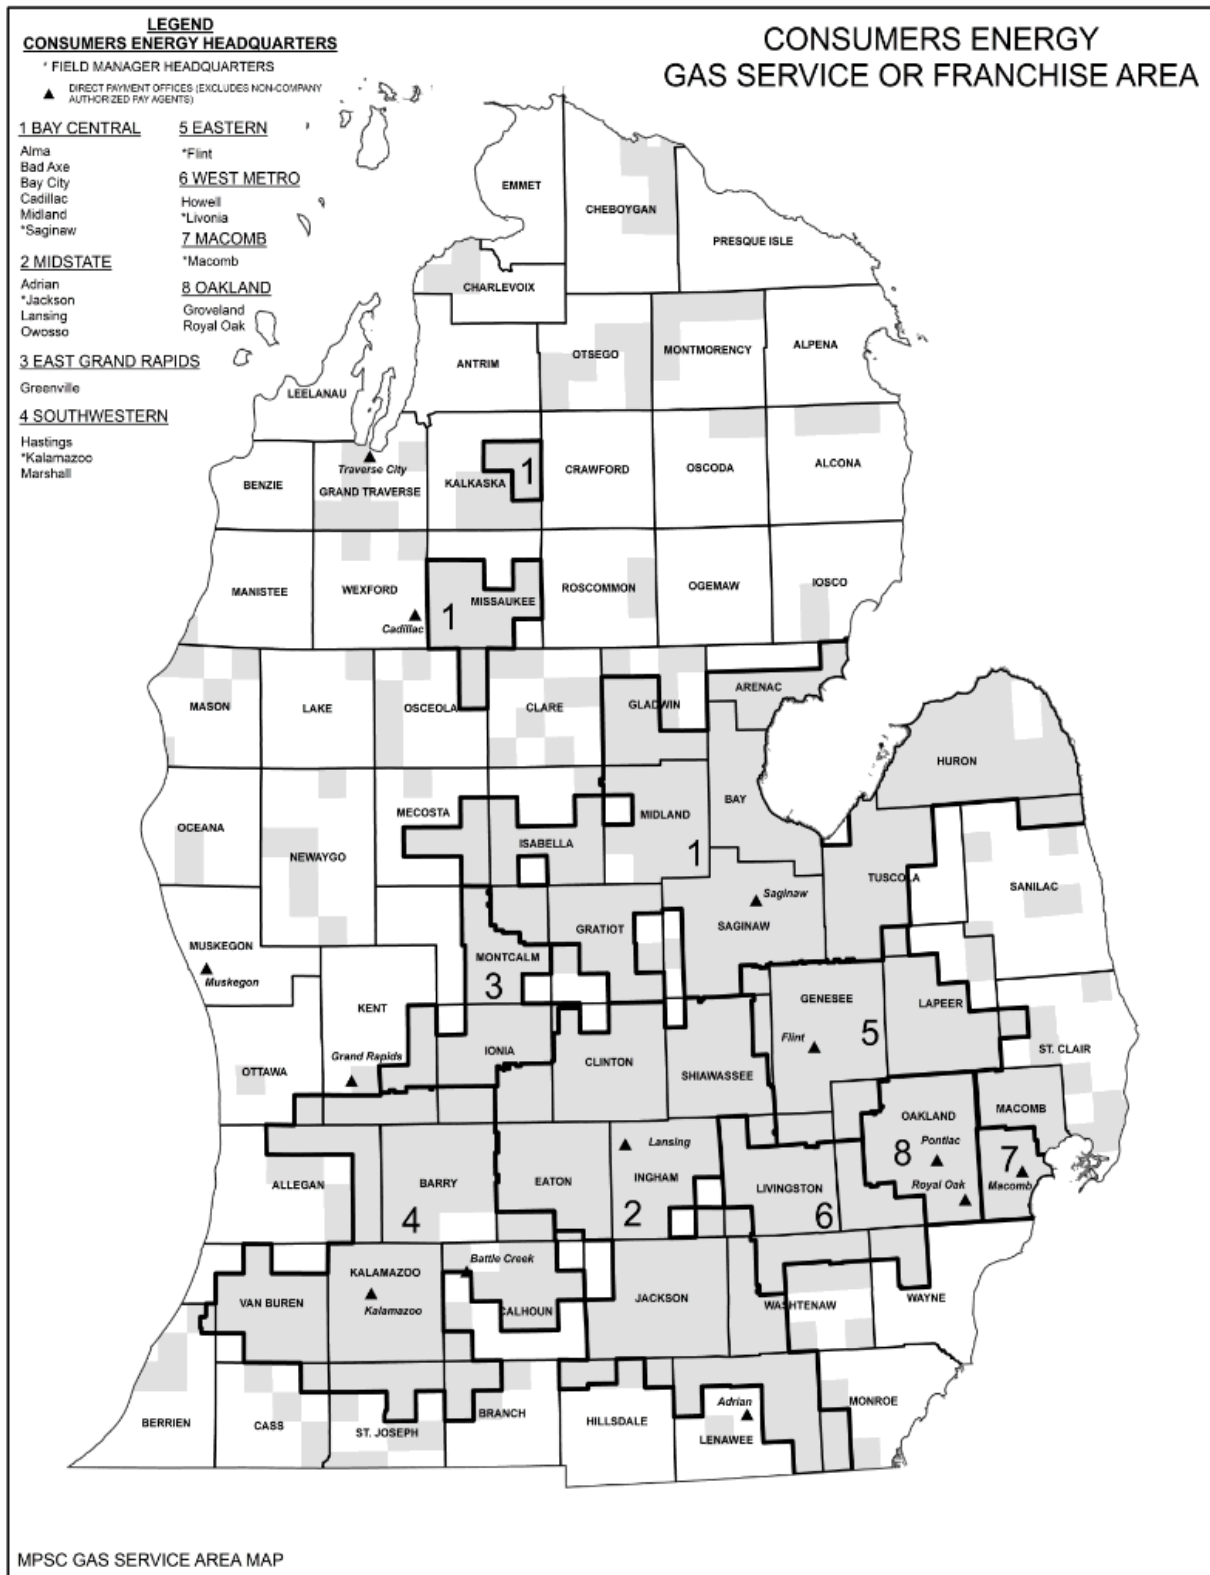 LEGEND
CONSUMERS ENERGY HEADQUARTERS
* FIELD MANAGER HEADQUARTERS
▲ DIRECT PAYMENT OFFICES (EXCLUDES NON-COMPANY
AUTHORIZED PAY AGENTS)
1 BAY CENTRAL
Alma
Bad Axe
Bay City
Cadillac
Midland
*Saginaw
2 MIDSTATE
Adrian
*Jackson
Lansing
Owosso
3 EAST GRAND RAPIDS
Greenville
4 SOUTHWESTERN
Hastings
*Kalamazoo
Marshall
5 EASTERN
*Flint
6 WEST METRO
Howell
*Livonia
7 MACOMB
*Macomb
8 OAKLAND
Groveland
Royal Oak
CONSUMERS ENERGY
GAS SERVICE OR FRANCHISE AREA
EMMET
CHEBOYGAN
PRESQUE ISLE
CHARLEVOIX
ANTRIM
OTSEGO
MONTMORENCY
ALPENA
LEELANAU
Traverse City
BENZIE
GRAND TRAVERSE
KALKASKA
1
CRAWFORD
OSCODA
ALCONA
MANISTEE
WEXFORD
Cadillac
1
MISSAUKEE
ROSCOMMON
OGEMAW
IOSCO
MASON
LAKE
OSCEOLA
CLARE
GLADWIN
ARENAC
HURON
OCEANA
NEWAYGO
MECOSTA
ISABELLA
MIDLAND
BAY
1
TUSCOLA
SANILAC
MUSKEGON
Muskegon
MONTCALM
3
GRATIOT
Saginaw
SAGINAW
KENT
Grand Rapids
OTTAWA
IONIA
CLINTON
SHIAWASSEE
GENESEE
Flint
5
LAPEER
ST. CLAIR
ALLEGAN
BARRY
4
EATON
Lansing
INGHAM
2
LIVINGSTON
6
OAKLAND
Pontiac
8
Royal Oak
MACOMB
7
Macomb
VAN BUREN
KALAMAZOO
Kalamazoo
Battle Creek
CALHOUN
JACKSON
WASHTENAW
WAYNE
BERRIEN
CASS
ST. JOSEPH
BRANCH
HILLSDALE
Adrian
LENAWEE
MONROE
MPSC GAS SERVICE AREA MAP